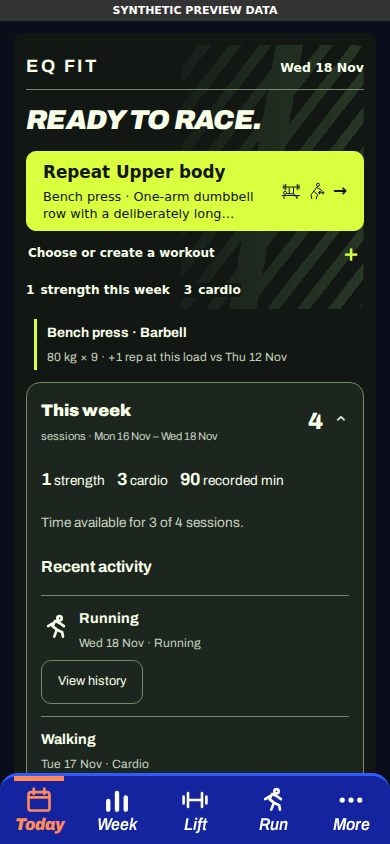 SYNTHETIC PREVIEW DATA
EQ FIT
Wed 18 Nov
READY TO RACE.
Repeat Upper body
Bench press · One-arm dumbbell
row with a deliberately long…
→
Choose or create a workout
+
1 strength this week 3 cardio
Bench press · Barbell
80 kg × 9 · +1 rep at this load vs Thu 12 Nov
This week
4
sessions · Mon 16 Nov – Wed 18 Nov
1 strength 3 cardio 90 recorded min
Time available for 3 of 4 sessions.
Recent activity
Running
Wed 18 Nov · Running
View history
Walking
Tue 17 Nov · Cardio
Today
Week
Lift
Run
More